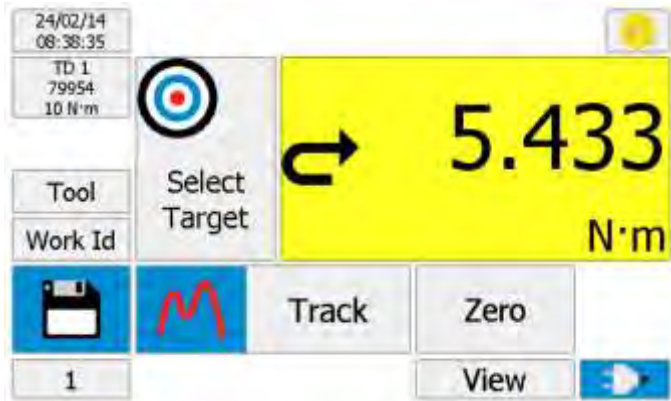 24/02/14
08:38:35
TD 1
79954
10 N·m
Tool
Work Id
Select
Target
5.433
N·m
Track
Zero
1
View